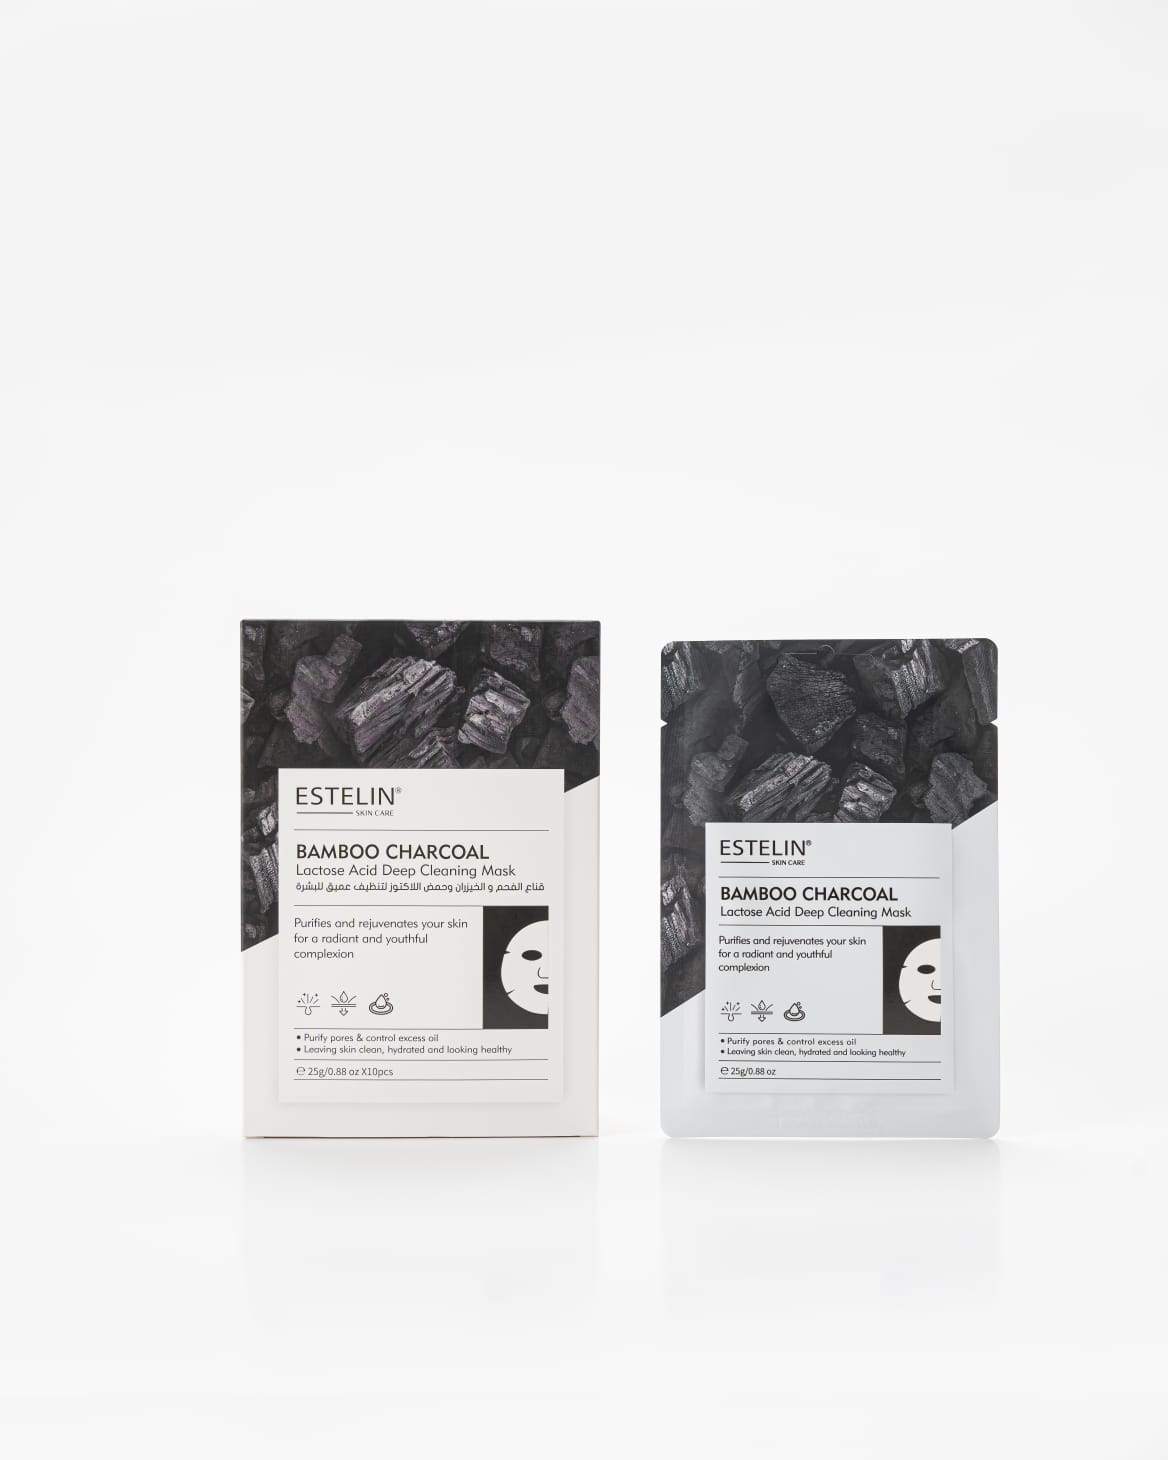 ESTELIN®
SKIN CARE
BAMBOO CHARCOAL
Lactose Acid Deep Cleaning Mask
قناع الفحم و الخيزران وحمض اللاكتوز لتنظيف عميق للبشرة
Purifies and rejuvenates your skin
for a radiant and youthful
complexion
• Purify pores & control excess oil
• Leaving skin clean, hydrated and looking healthy
℮ 25g/0.88 oz X10pcs
ESTELIN®
SKIN CARE
BAMBOO CHARCOAL
Lactose Acid Deep Cleaning Mask
Purifies and rejuvenates your skin
for a radiant and youthful
complexion
• Purify pores & control excess oil
• Leaving skin clean, hydrated and looking healthy
℮ 25g/0.88 oz